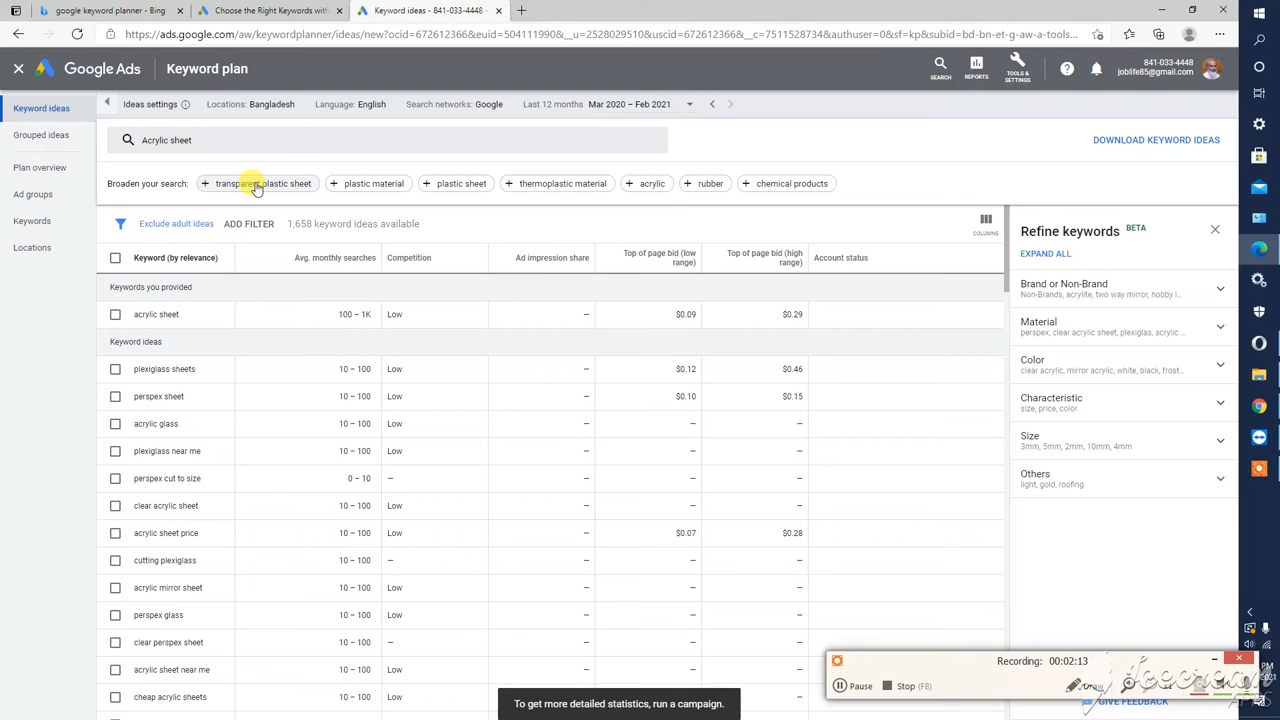 google keyword planner - Bing
Choose the Right Keywords with
Keyword ideas - 841-033-4448 -
https://ads.google.com/aw/keywordplanner/ideas/new?ocid=672612366&euid=504111990&__u=2528029510&uscid=672612366&__c=7511528734&authuser=0&sf=kp&subid=bd-bn-et-g-aw-a-tools...
Google Ads
Keyword plan
SEARCH
REPORTS
TOOLS & SETTINGS
841-033-4448
joblife85@gmail.com
Keyword ideas
Grouped ideas
Plan overview
Ad groups
Keywords
Locations
Ideas settings
Locations: Bangladesh
Language: English
Search networks: Google
Last 12 months Mar 2020 – Feb 2021
Acrylic sheet
DOWNLOAD KEYWORD IDEAS
Broaden your search: + transparent plastic sheet + plastic material + plastic sheet + thermoplastic material + acrylic + rubber + chemical products
Exclude adult ideas ADD FILTER 1,658 keyword ideas available
COLUMNS
Keyword (by relevance) Avg. monthly searches Competition Ad impression share Top of page bid (low range) Top of page bid (high range) Account status
Keywords you provided
acrylic sheet 100 – 1K Low – $0.09 $0.29
Keyword ideas
plexiglass sheets 10 – 100 Low – $0.12 $0.46
perspex sheet 10 – 100 Low – $0.10 $0.15
acrylic glass 10 – 100 Low – – –
plexiglass near me 10 – 100 Low – – –
perspex cut to size 0 – 10 – – – –
clear acrylic sheet 10 – 100 Low – – –
acrylic sheet price 10 – 100 Low – $0.07 $0.28
cutting plexiglass 10 – 100 – – – –
acrylic mirror sheet 10 – 100 Low – – –
perspex glass 10 – 100 Low – – –
clear perspex sheet 10 – 100 – – – –
acrylic sheet near me 10 – 100 Low – –
cheap acrylic sheets 10 – 100 Low – –
Refine keywords BETA
EXPAND ALL
Brand or Non-Brand
Non-Brands, acrylite, two way mirror, hobby l...
Material
perspex, clear acrylic sheet, plexiglas, acrylic ...
Color
clear acrylic, mirror acrylic, white, black, frost...
Characteristic
size, price, color
Size
3mm, 5mm, 2mm, 10mm, 4mm
Others
light, gold, roofing
Recording: 00:02:13
Pause
Stop (F8)
Draw
icecream
APPS
GIVE FEEDBACK
To get more detailed statistics, run a campaign.
PM
2021